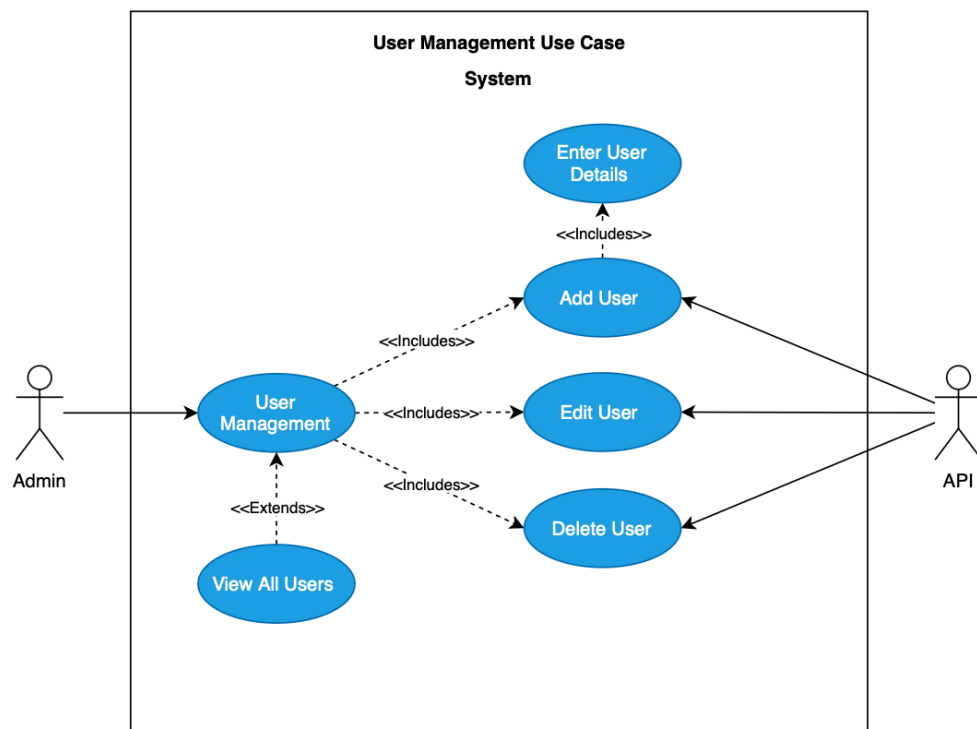 User Management Use Case
System
Enter User
Details
<<Includes>>
Add User
<<Includes>>
User
Management
<<Includes>>
Edit User
Admin
API
<<Includes>>
<<Extends>>
Delete User
View All Users